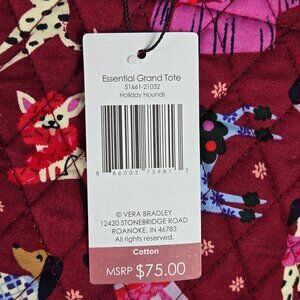 Essential Grand Tote
51661-21032
Holiday Hounds
8 86003 75981 3
© VERA BRADLEY
12420 STONEBRIDGE ROAD
ROANOKE, IN 46783
All rights reserved.
Cotton
MSRP $75.00